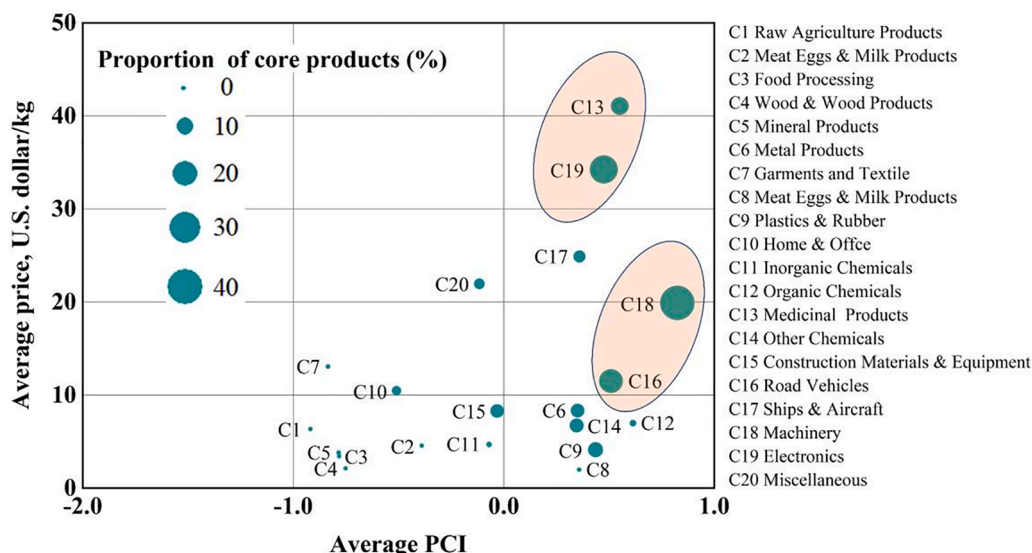 Proportion of core products (%)
0
10
20
30
40
Average price, U.S. dollar/kg
50
40
30
20
10
0
-2.0
-1.0
0.0
1.0
Average PCI
C13
C19
C17
C20
C18
C7
C10
C16
C15
C6
C1
C14
C12
C2
C11
C5
C3
C9
C4
C8
C1 Raw Agriculture Products
C2 Meat Eggs & Milk Products
C3 Food Processing
C4 Wood & Wood Products
C5 Mineral Products
C6 Metal Products
C7 Garments and Textile
C8 Meat Eggs & Milk Products
C9 Plastics & Rubber
C10 Home & Offce
C11 Inorganic Chemicals
C12 Organic Chemicals
C13 Medicinal Products
C14 Other Chemicals
C15 Construction Materials & Equipment
C16 Road Vehicles
C17 Ships & Aircraft
C18 Machinery
C19 Electronics
C20 Miscellaneous